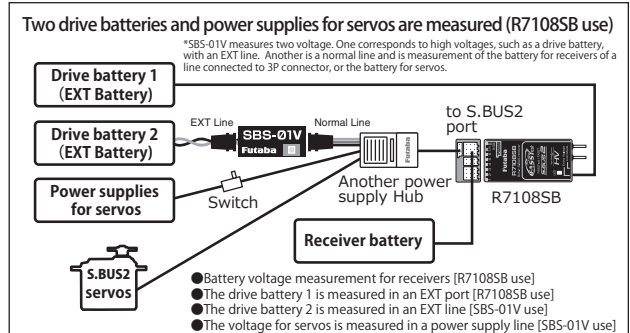 Two drive batteries and power supplies for servos are measured (R7108SB use)
*SBS-01V measures two voltage. One corresponds to high voltages, such as a drive battery,
with an EXT line. Another is a normal line and is measurement of the battery for receivers of a
line connected to 3P connector, or the battery for servos.
Drive battery 1
(EXT Battery)
Drive battery 2
(EXT Battery)
EXT Line
SBS-01V
Futaba
Normal Line
Futaba
to S.BUS2
port
Futaba
R7108SB
FASSTest
HV
R7108SB
Power supplies
for servos
Switch
Another power
supply Hub
Receiver battery
S.BUS2
servos
●Battery voltage measurement for receivers [R7108SB use]
●The drive battery 1 is measured in an EXT port [R7108SB use]
●The drive battery 2 is measured in an EXT line [SBS-01V use]
●The voltage for servos is measured in a power supply line [SBS-01V use]